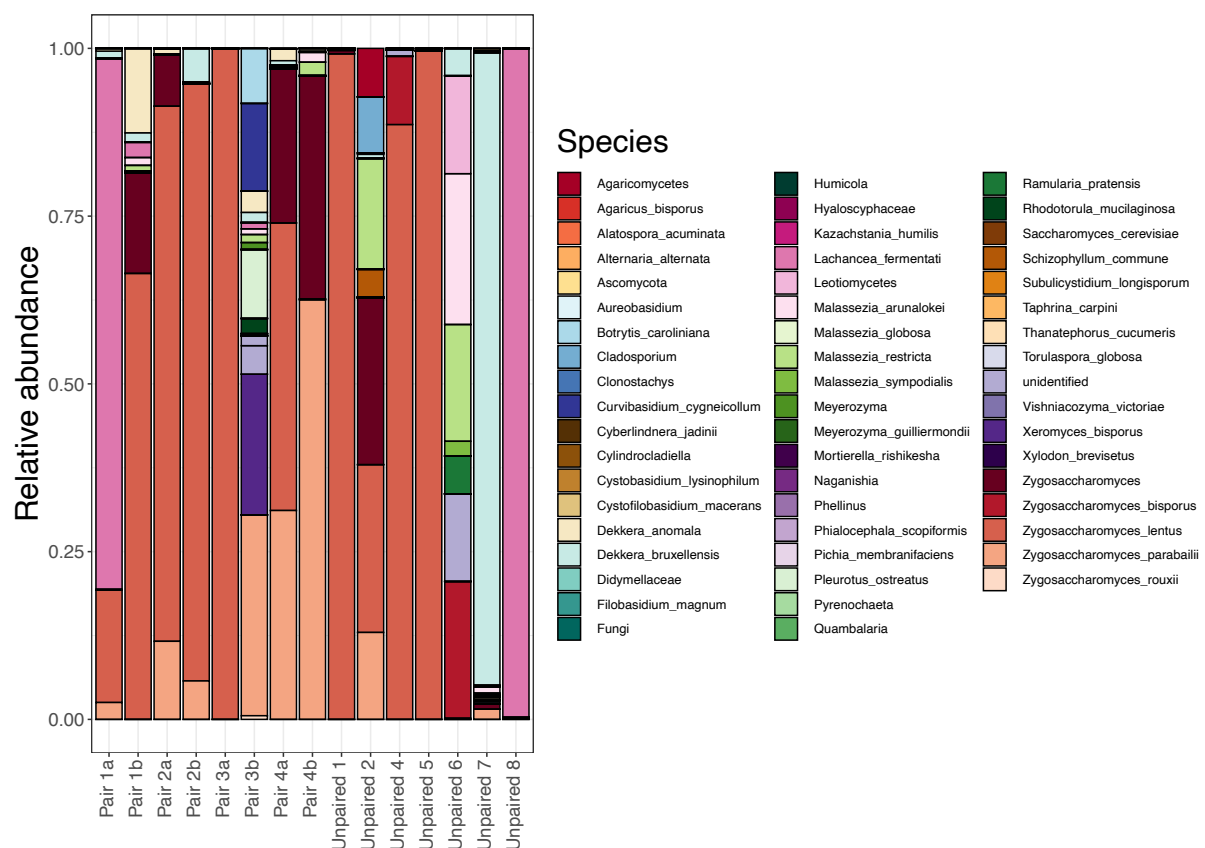 Relative abundance
1.00
0.75
0.50
0.25
0.00
Pair 1a
Pair 1b
Pair 2a
Pair 2b
Pair 3a
Pair 3b
Pair 4a
Pair 4b
Unpaired 1
Unpaired 2
Unpaired 4
Unpaired 5
Unpaired 6
Unpaired 7
Unpaired 8
Species
Agaricomycetes
Agaricus_bisporus
Alatospora_acuminata
Alternaria_alternata
Ascomycota
Aureobasidium
Botrytis_caroliniana
Cladosporium
Clonostachys
Curvibasidium_cygneicollum
Cyberlindnera_jadinii
Cylindrocladiella
Cystobasidium_lysinophilum
Cystofilobasidium_macerans
Dekkera_anomala
Dekkera_bruxellensis
Didymellaceae
Filobasidium_magnum
Fungi
Humicola
Hyaloscyphaceae
Kazachstania_humilis
Lachancea_fermentati
Leotiomycetes
Malassezia_arunalokei
Malassezia_globosa
Malassezia_restricta
Malassezia_sympodialis
Meyerozyma
Meyerozyma_guilliermondii
Mortierella_rishikesha
Naganishia
Phellinus
Phialocephala_scopiformis
Pichia_membranifaciens
Pleurotus_ostreatus
Pyrenochaeta
Quambalaria
Ramularia_pratensis
Rhodotorula_mucilaginosa
Saccharomyces_cerevisiae
Schizophyllum_commune
Subulicystidium_longisporum
Taphrina_carpini
Thanatephorus_cucumeris
Torulaspora_globosa
unidentified
Vishniacozyma_victoriae
Xeromyces_bisporus
Xylodon_brevisetus
Zygosaccharomyces
Zygosaccharomyces_bisporus
Zygosaccharomyces_lentus
Zygosaccharomyces_parabailii
Zygosaccharomyces_rouxii